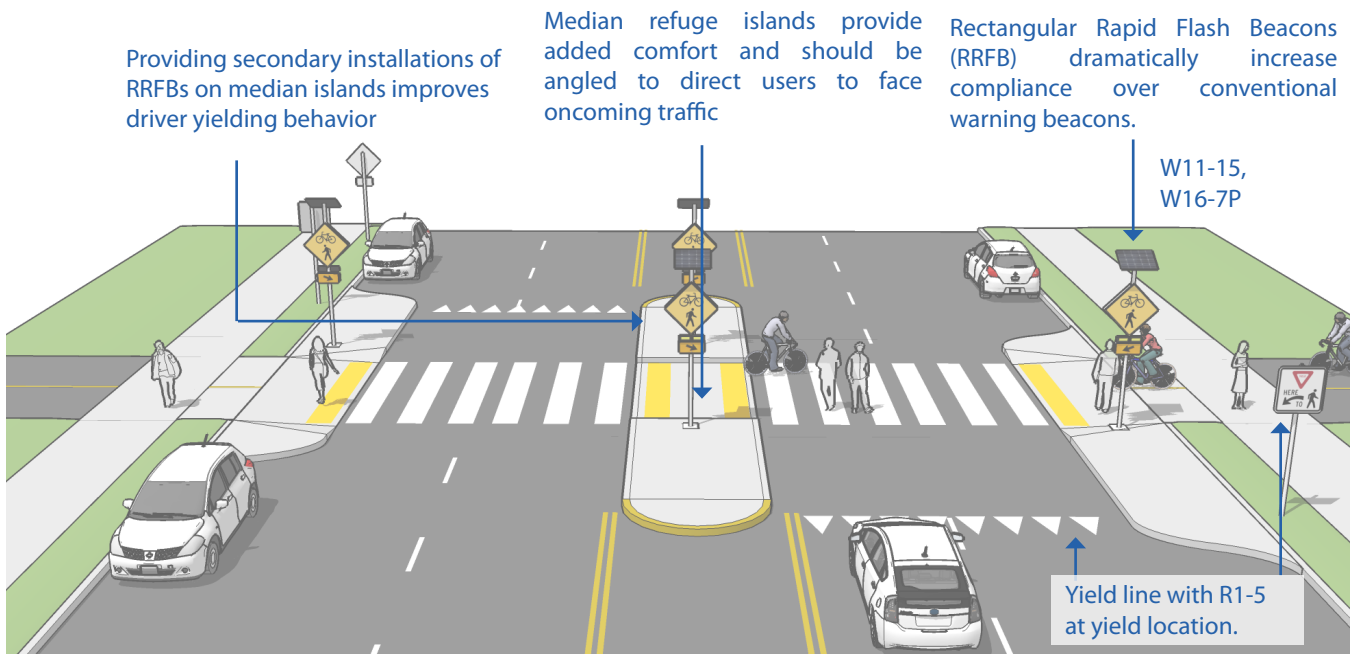 Providing secondary installations of
RRFBs on median islands improves
driver yielding behavior
Median refuge islands provide
added comfort and should be
angled to direct users to face
oncoming traffic
Rectangular Rapid Flash Beacons
(RRFB) dramatically increase
compliance over conventional
warning beacons.
W11-15,
W16-7P
HERE
TO
Yield line with R1-5
at yield location.